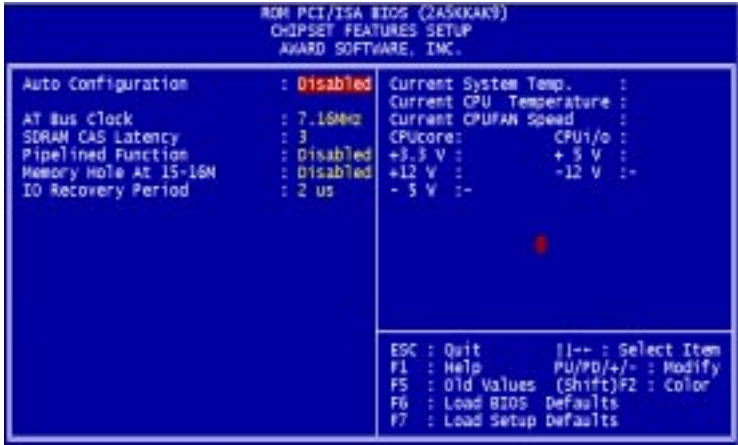 ROM PCI/ISA BIOS (2A5KKAK9)
CHIPSET FEATURES SETUP
AWARD SOFTWARE, INC.
Auto Configuration : Disabled
AT Bus Clock : 7.16MHz
SDRAM CAS Latency : 3
Pipelined Function : Disabled
Memory Hole At 15-16M : Disabled
IO Recovery Period : 2 us
Current System Temp. :
Current CPU Temperature :
Current CPUFAN Speed :
CPUcore: CPUi/o :
+3.3 V : + 5 V :
+12 V : -12 V :-
- 5 V :-
ESC : Quit : Select Item
F1 : Help PU/PD/+/- : Modify
F5 : Old Values (Shift)F2 : Color
F6 : Load BIOS Defaults
F7 : Load Setup Defaults